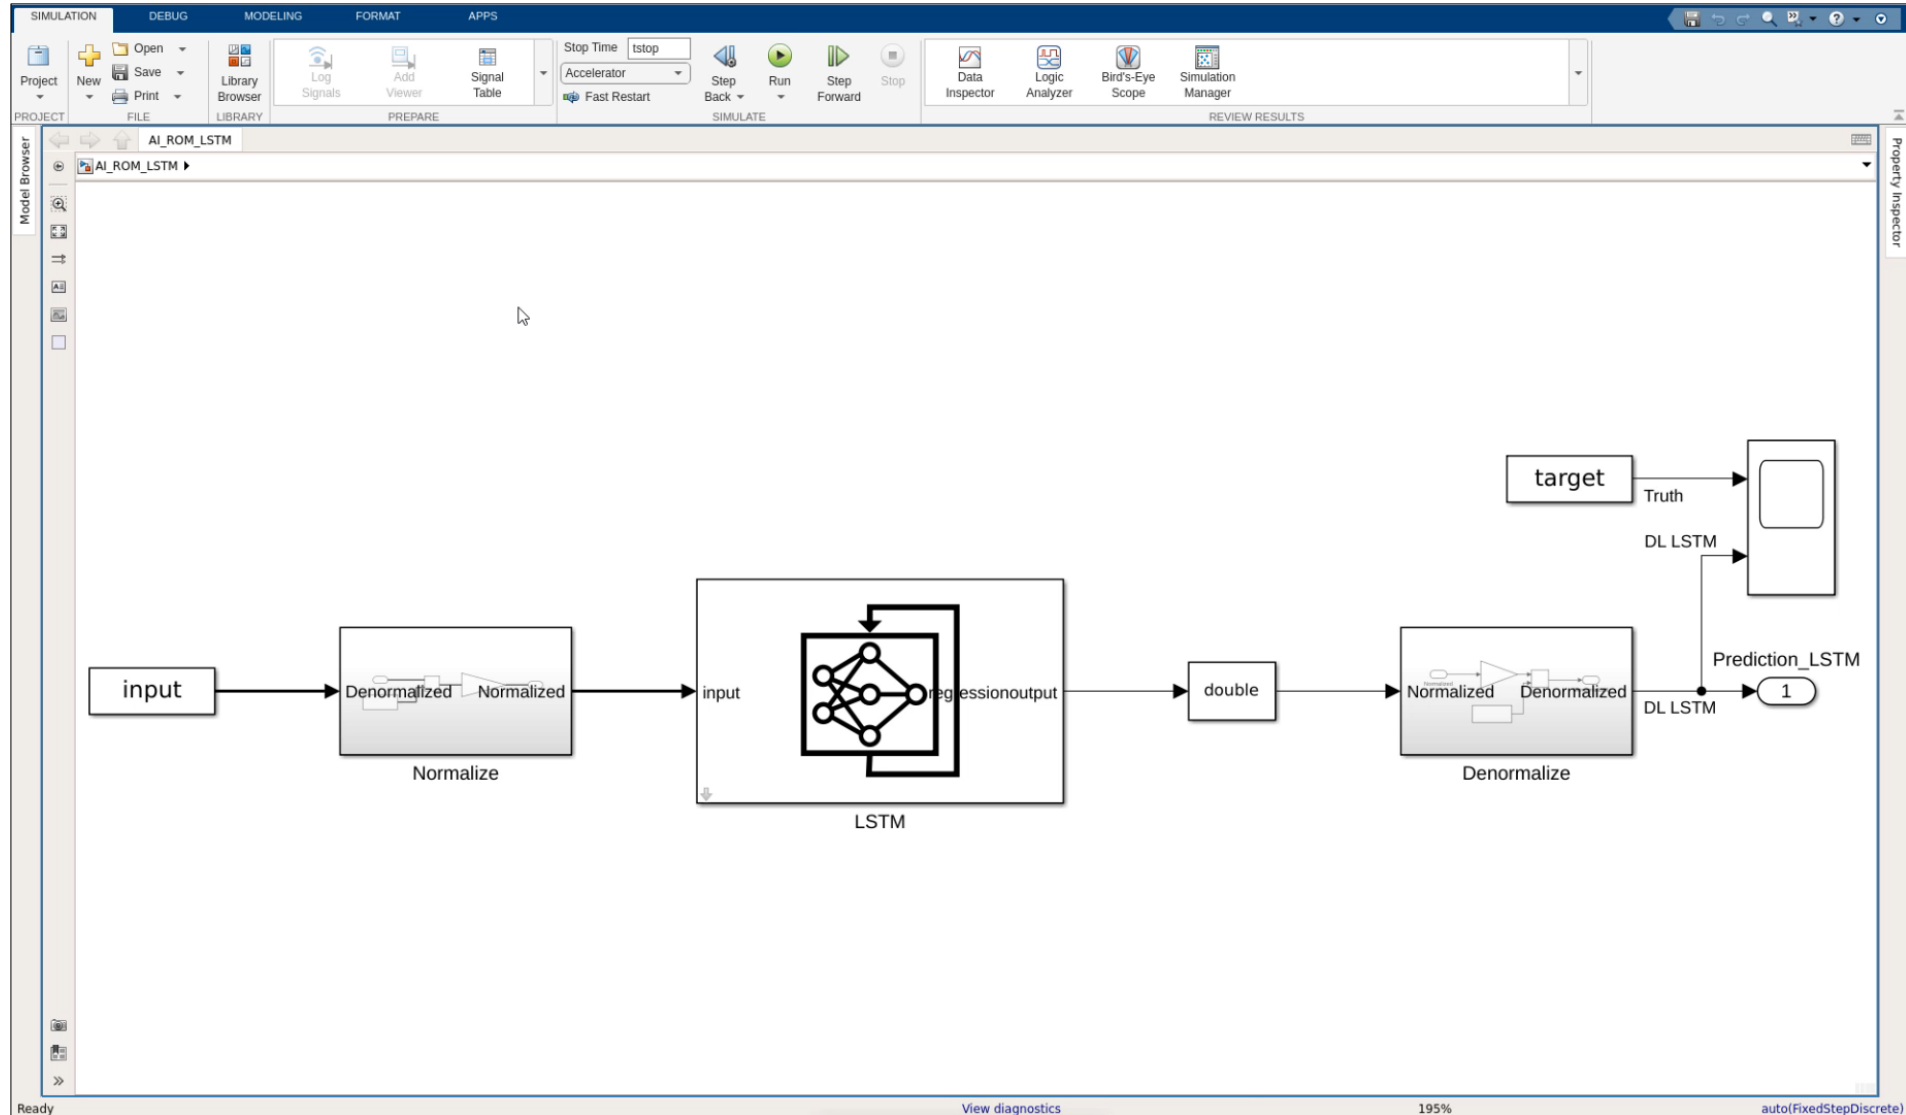 SIMULATION DEBUG MODELING FORMAT APPS
Project
PROJECT
New
Open
Save
Print
FILE
Library
Browser
LIBRARY
Log
Signals
Add
Viewer
Signal
Table
PREPARE
Stop Time tstop
Accelerator
Fast Restart
Step
Back
Run
Step
Forward
Stop
SIMULATE
Data
Inspector
Logic
Analyzer
Bird's-Eye
Scope
Simulation
Manager
REVIEW RESULTS
Model Browser
AI_ROM_LSTM
AI_ROM_LSTM
Property Inspector
target
Truth
DL LSTM
input
Denormalized Normalized
Normalize
input regressionoutput
LSTM
double
Normalized Denormalized
Denormalize
DL LSTM
Prediction_LSTM
1
Ready View diagnostics 195% auto(FixedStepDiscrete)